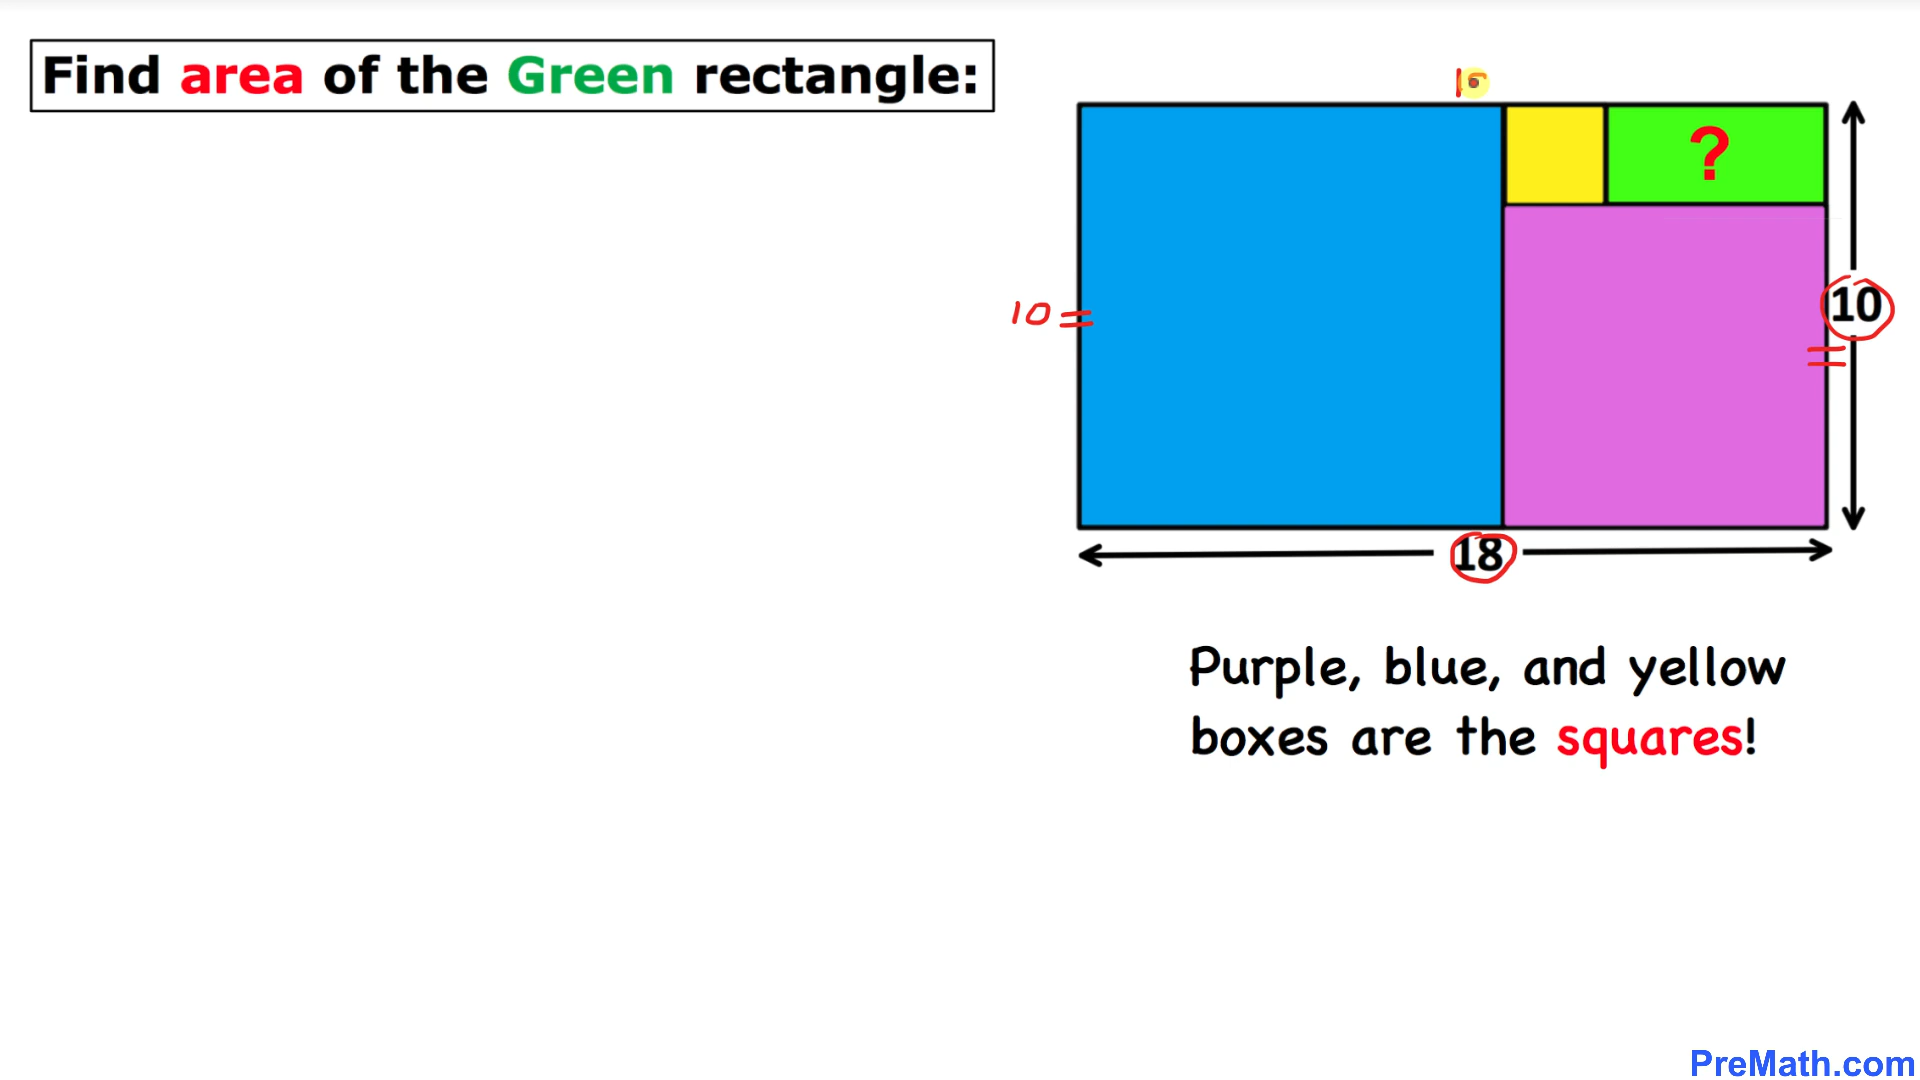 Find area of the Green rectangle:
?
10 =
10
=
18
Purple, blue, and yellow
boxes are the squares!
PreMath.com